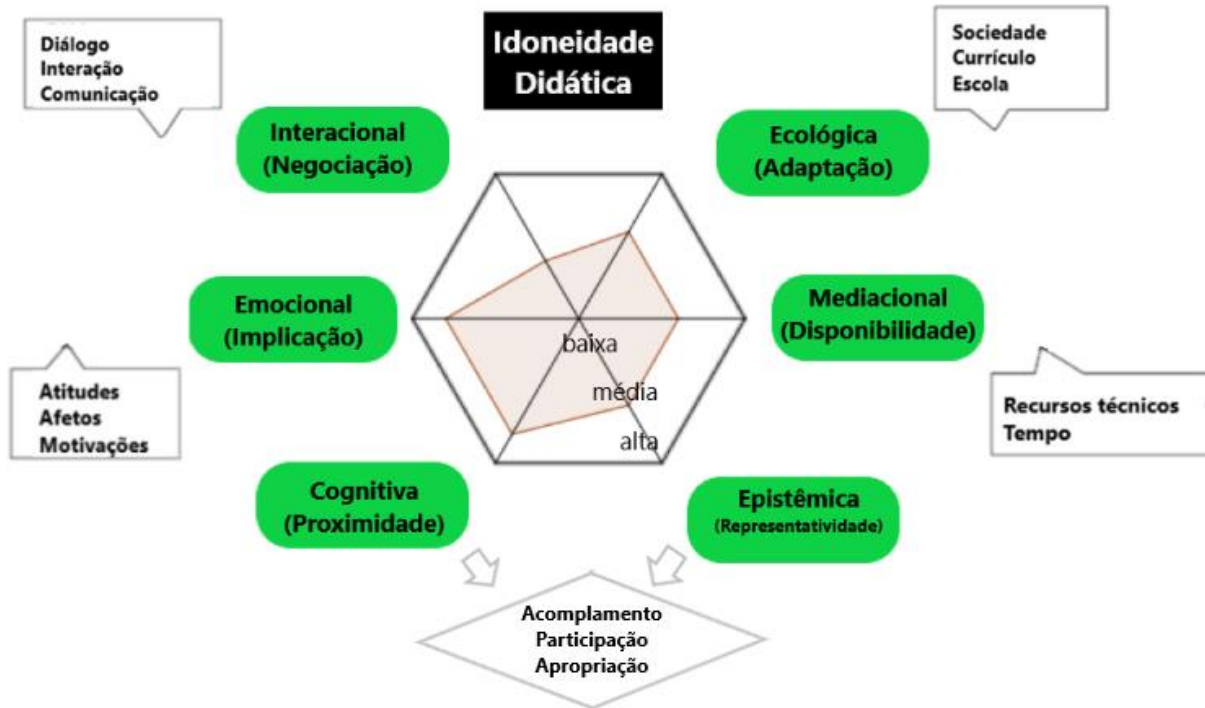 Diálogo
Interação
Comunicação
Idoneidade
Didática
Sociedade
Currículo
Escola
Interacional
(Negociação)
Ecológica
(Adaptação)
Emocional
(Implicação)
Mediacional
(Disponibilidade)
baixa
média
alta
Atitudes
Afetos
Motivações
Recursos técnicos
Tempo
Cognitiva
(Proximidade)
Epistêmica
(Representatividade)
Acomplamento
Participação
Apropriação